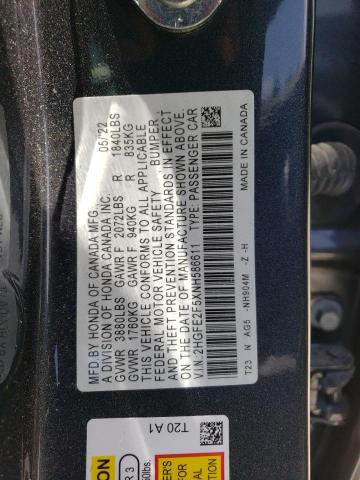 MFD.BY HONDA OF CANADA MFG. 05/22
A DIVISION OF HONDA CANADA INC.
GVWR 3880LBS GAWR F 2072LBS R 1840LBS
GVWR 1760KG GAWR F 940KG R 835KG
THIS VEHICLE CONFORMS TO ALL APPLICABLE
FEDERAL MOTOR VEHICLE SAFETY, BUMPER,
AND THEFT PREVENTION STANDARDS IN EFFECT
ON THE DATE OF MANUFACTURE SHOWN ABOVE.
V.I.N: 2HGFE2F5XNH586611 TYPE: PASSENGER CAR
T23 N AG5 -NH904M -Z -H
MADE IN CANADA
T20 A1